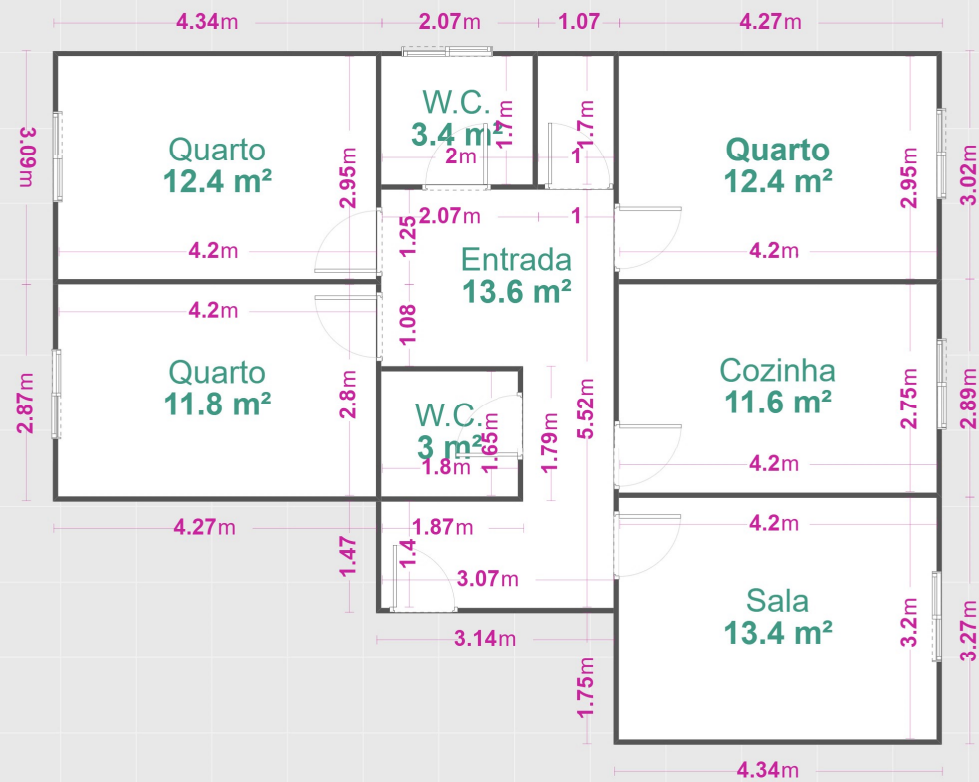 4.34m
2.07m
1.07
4.27m
W.C.
3.4 m²
1.7m
1.7m
2m
1
3.09m
Quarto
12.4 m²
2.95m
4.2m
Quarto
12.4 m²
2.95m
3.02m
4.2m
2.07m
1
1.25
Entrada
13.6 m²
1.08
4.2m
Quarto
11.8 m²
2.87m
2.8m
W.C.
3 m²
1.65m
1.8m
1.79m
5.52m
Cozinha
11.6 m²
2.75m
2.89m
4.2m
4.27m
1.87m
1.47
1.4
3.07m
4.2m
Sala
13.4 m²
3.2m
3.27m
3.14m
1.75m
4.34m